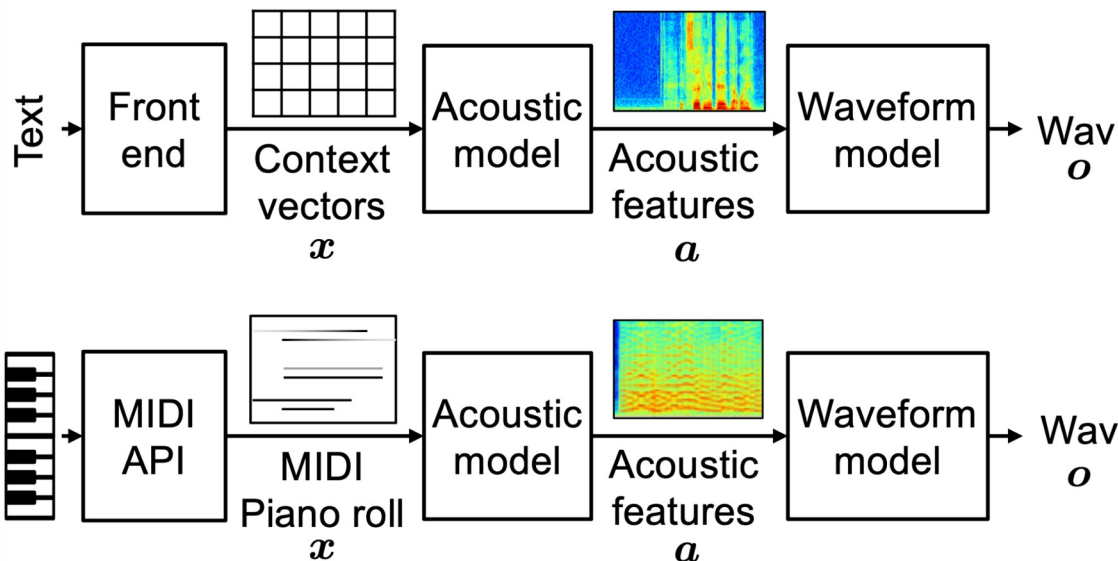 Text
Front
end
Context
vectors
x
Acoustic
model
Acoustic
features
a
Waveform
model
Wav
o
MIDI
API
MIDI
Piano roll
x
Acoustic
model
Acoustic
features
a
Waveform
model
Wav
o